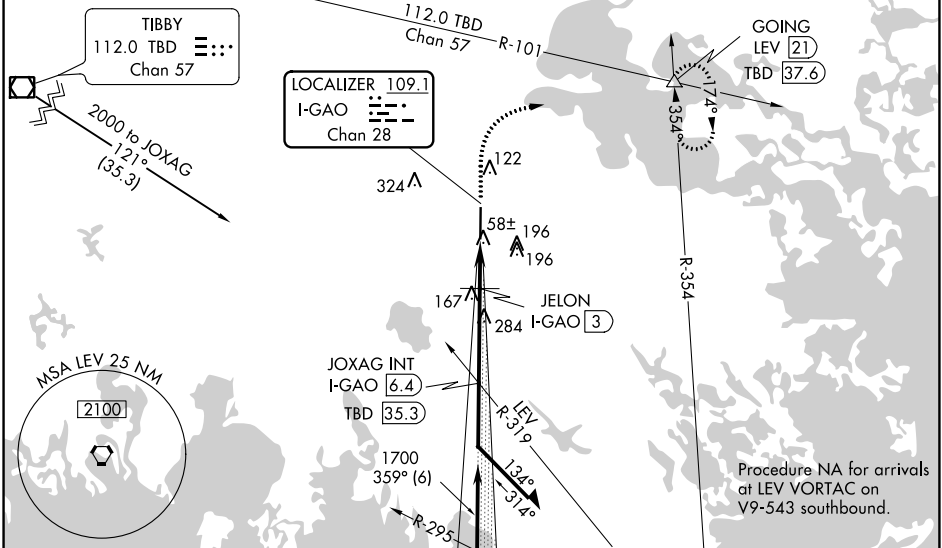 TIBBY
112.0 TBD
Chan 57
112.0 TBD
Chan 57
R-101
GOING
LEV 21
TBD 37.6
LOCALIZER 109.1
I-GAO
Chan 28
2000 to JOXAG
121°
(35.3)
174°
354°
122
324
58±
196
196
R-354
167
JELON
I-GAO 3
284
JOXAG INT
I-GAO 6.4
TBD 35.3
LEV
R-319
MSA LEV 25 NM
2100
1700
359° (6)
134°
314°
R-295
Procedure NA for arrivals
at LEV VORTAC on
V9-543 southbound.